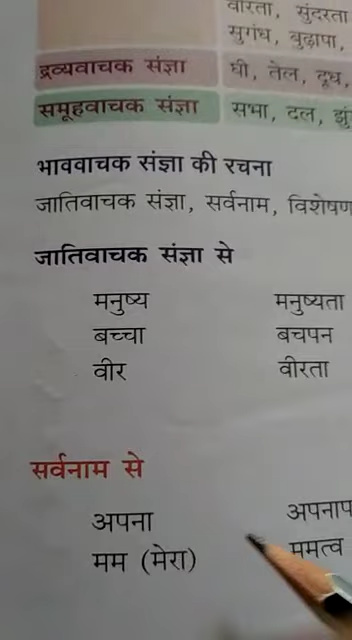 वीरता, सुंदरता
सुगंध, बुढ़ापा,
द्रव्यवाचक संज्ञा घी, तेल, दूध,
समूहवाचक संज्ञा सभा, दल,
भाववाचक संज्ञा की रचना
जातिवाचक संज्ञा, सर्वनाम, विशेषण
जातिवाचक संज्ञा से
मनुष्य मनुष्यता
बच्चा बचपन
वीर वीरता
सर्वनाम से
अपना
मम (मेरा) ममत्व